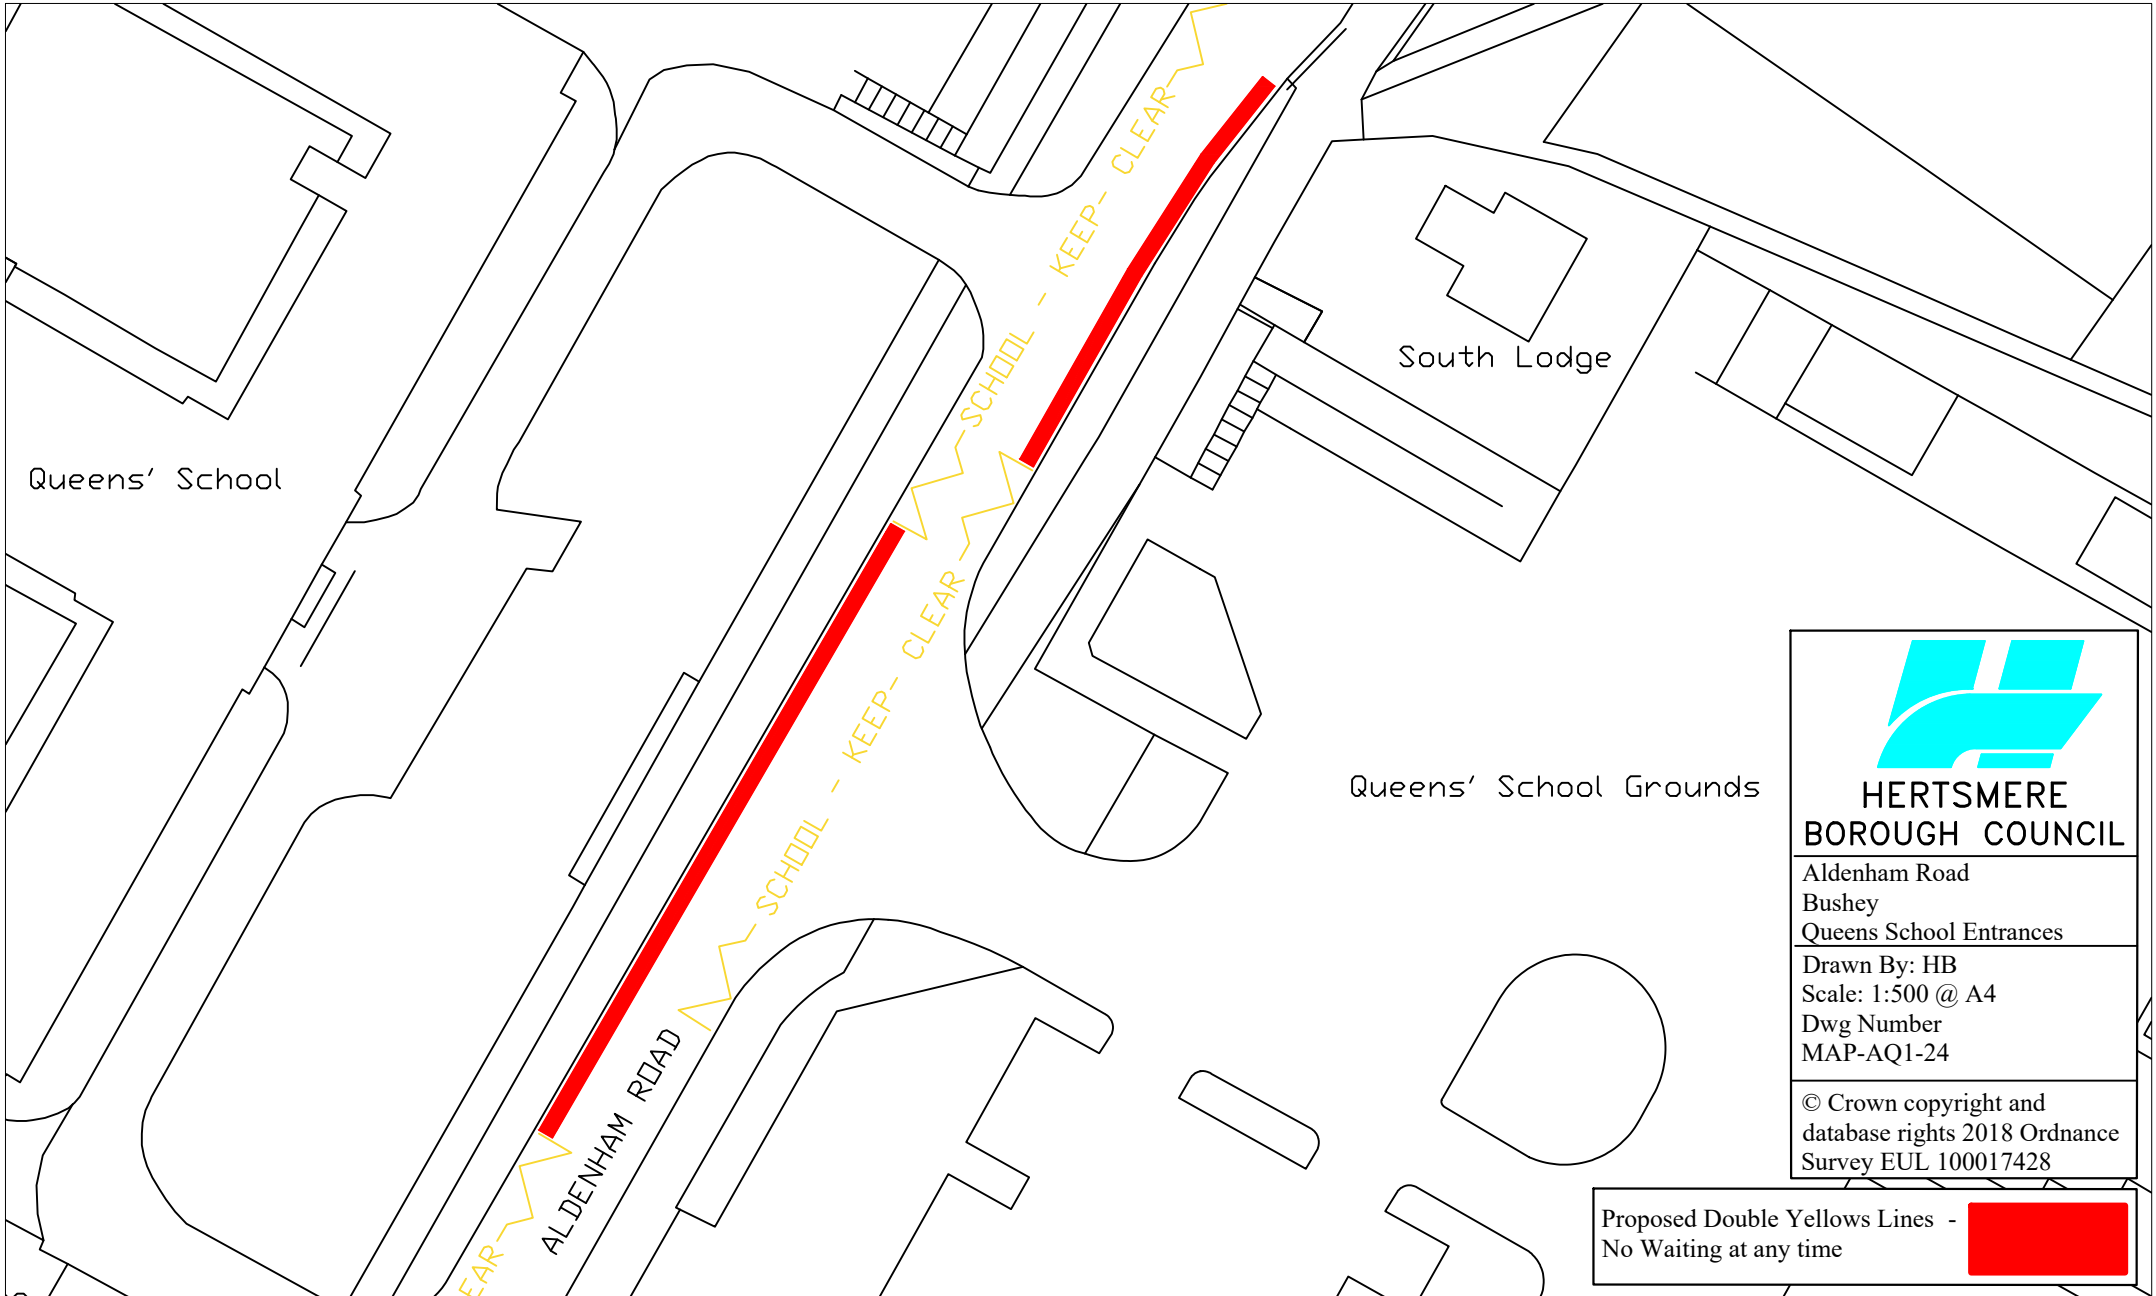 SCHOOL - KEEP - CLEAR
South Lodge
Queens' School
SCHOOL - KEEP - CLEAR
Queens' School Grounds
ALDENHAM ROAD
EAR
HERTSMERE
BOROUGH COUNCIL
Aldenham Road
Bushey
Queens School Entrances
Drawn By: HB
Scale: 1:500 @ A4
Dwg Number
MAP-AQ1-24
© Crown copyright and
database rights 2018 Ordnance
Survey EUL 100017428
Proposed Double Yellows Lines -
No Waiting at any time